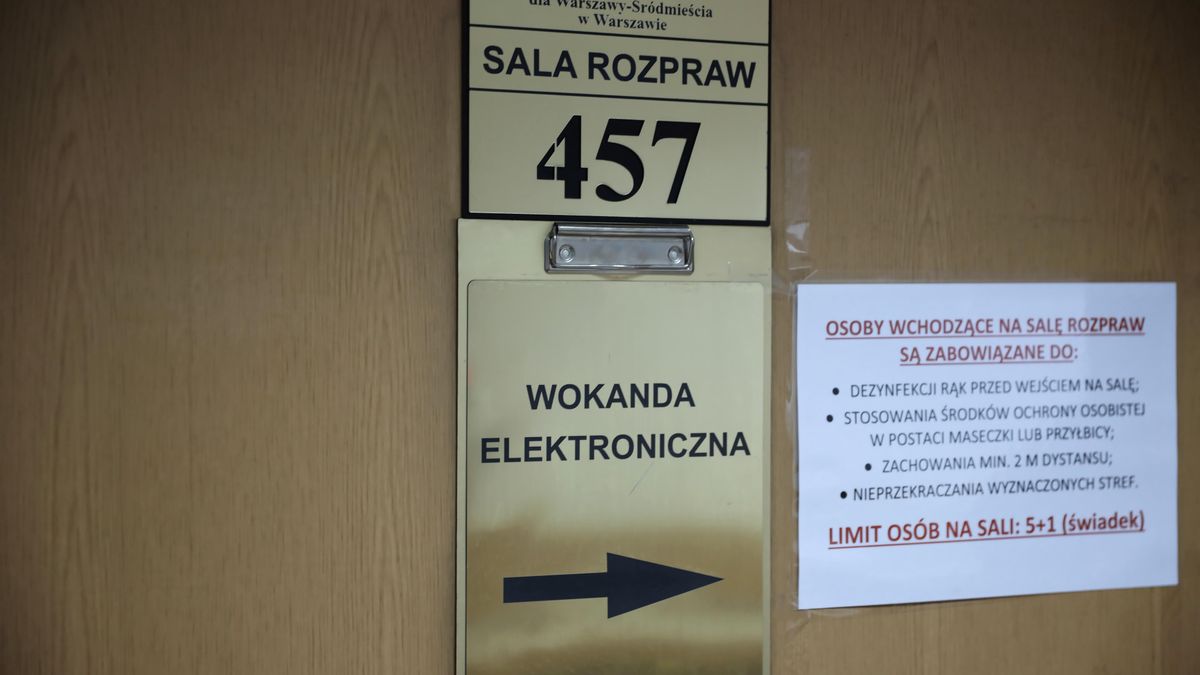 dla Warszawy-Śródmieścia
w Warszawie
SALA ROZPRAW
457
WOKANDA
ELEKTRONICZNA
OSOBY WCHODZĄCE NA SALĘ ROZPRAW
SĄ ZABOWIĄZANE DO:
• DEZYNFEKCJI RĄK PRZED WEJŚCIEM NA SALĘ;
• STOSOWANIA ŚRODKÓW OCHRONY OSOBISTEJ
W POSTACI MASECZKI LUB PRZYŁBICY;
• ZACHOWANIA MIN. 2 M DYSTANSU;
• NIEPRZEKRACZANIA WYZNACZONYCH STREF.
LIMIT OSÓB NA SALI: 5+1 (świadek)